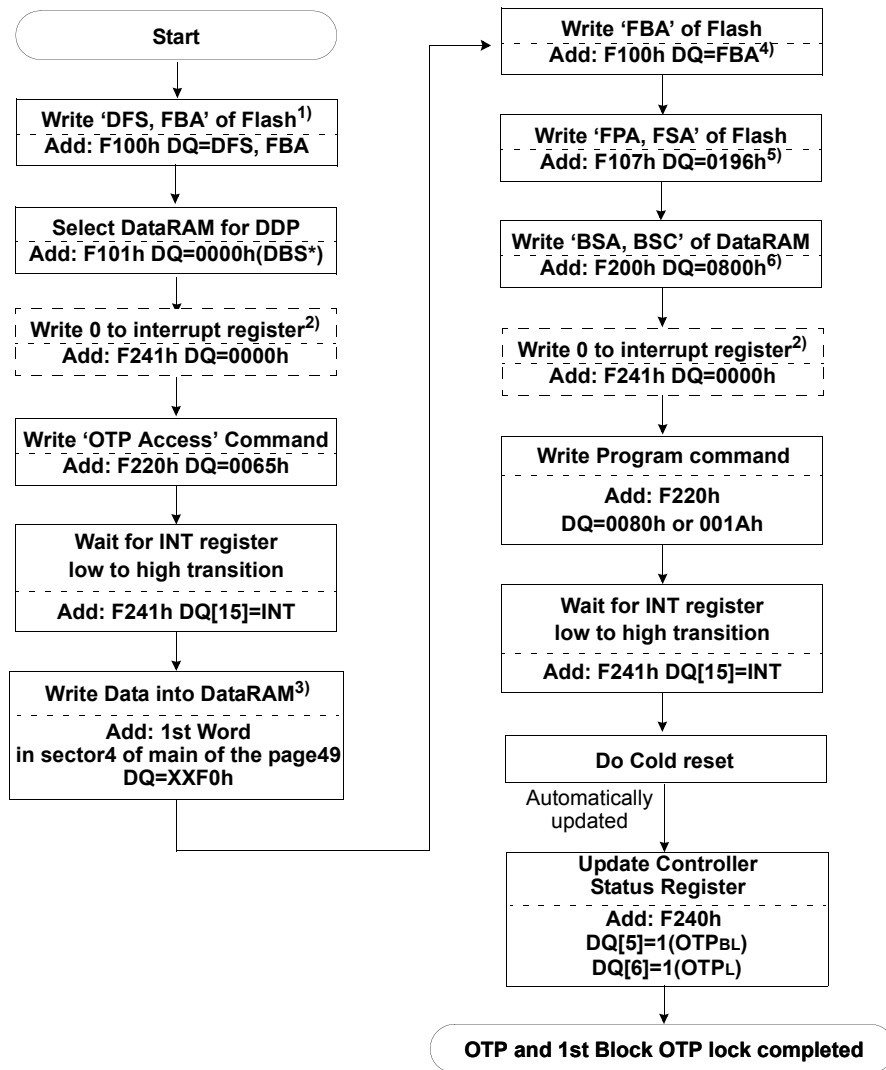 Start
Write ‘DFS, FBA’ of Flash1)
Add: F100h DQ=DFS, FBA
Select DataRAM for DDP
Add: F101h DQ=0000h(DBS*)
Write 0 to interrupt register2)
Add: F241h DQ=0000h
Write ‘OTP Access’ Command
Add: F220h DQ=0065h
Wait for INT register
low to high transition
Add: F241h DQ[15]=INT
Write Data into DataRAM3)
Add: 1st Word
in sector4 of main of the page49
DQ=XXF0h
Write ‘FBA’ of Flash
Add: F100h DQ=FBA4)
Write ‘FPA, FSA’ of Flash
Add: F107h DQ=0196h5)
Write ‘BSA, BSC’ of DataRAM
Add: F200h DQ=0800h6)
Write 0 to interrupt register2)
Add: F241h DQ=0000h
Write Program command
Add: F220h
DQ=0080h or 001Ah
Wait for INT register
low to high transition
Add: F241h DQ[15]=INT
Do Cold reset
Automatically
updated
Update Controller
Status Register
Add: F240h
DQ[5]=1(OTPBL)
DQ[6]=1(OTPL)
OTP and 1st Block OTP lock completed